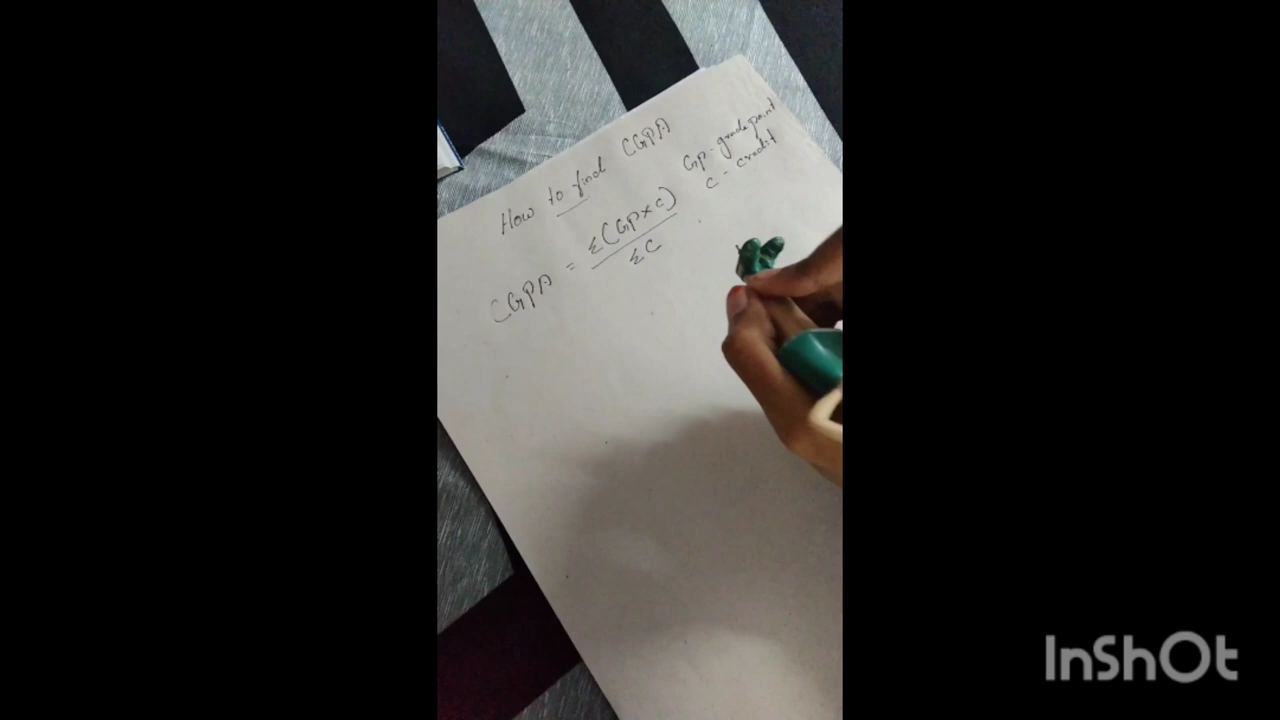 How to find CGPA
GP - grade point
C - credit
CGPA = Σ(GP×C)
ΣC
InShOt